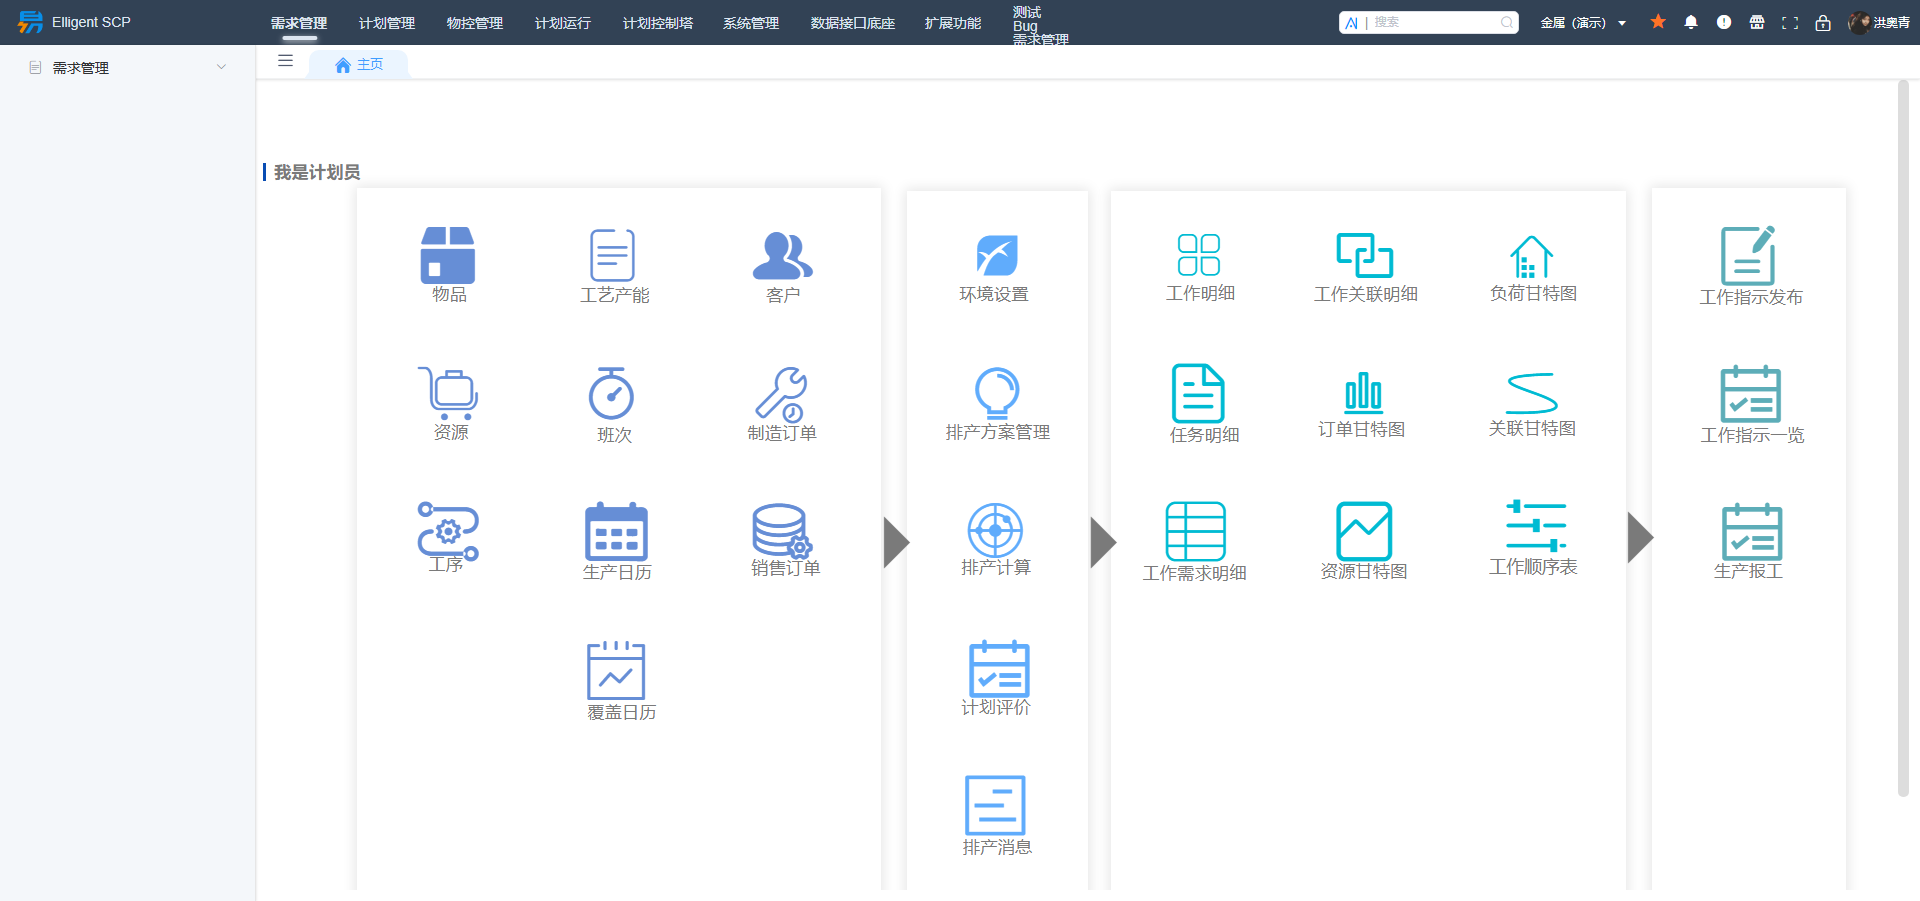 Elligent SCP
需求管理
计划管理
物控管理
计划运行
计划控制塔
系统管理
数据接口底座
扩展功能
测试
Bug
需求管理
AI | 搜索
金属（演示）
洪奥青
需求管理
主页
我是计划员
物品
工艺产能
客户
环境设置
工作明细
工作关联明细
负荷甘特图
工作指示发布
资源
班次
制造订单
排产方案管理
任务明细
订单甘特图
关联甘特图
工作指示一览
工序
生产日历
销售订单
排产计算
工作需求明细
资源甘特图
工作顺序表
生产报工
覆盖日历
计划评价
排产消息